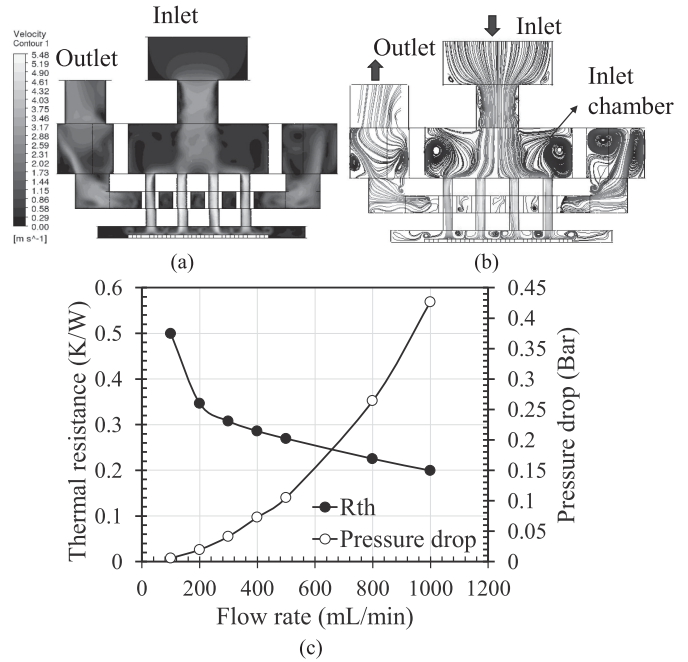 Velocity
Contour 1
5.48
5.19
4.90
4.61
4.32
4.03
3.75
3.46
3.17
2.88
2.59
2.31
2.02
1.73
1.44
1.15
0.86
0.58
0.29
0.00
[m s^-1]
Outlet
Inlet
(a)
Outlet
Inlet
Inlet
chamber
(b)
Thermal resistance (K/W)
0.6
0.5
0.4
0.3
0.2
0.1
0
Pressure drop (Bar)
0.45
0.4
0.35
0.3
0.25
0.2
0.15
0.1
0.05
0
Rth
Pressure drop
0 200 400 600 800 1000 1200
Flow rate (mL/min)
(c)